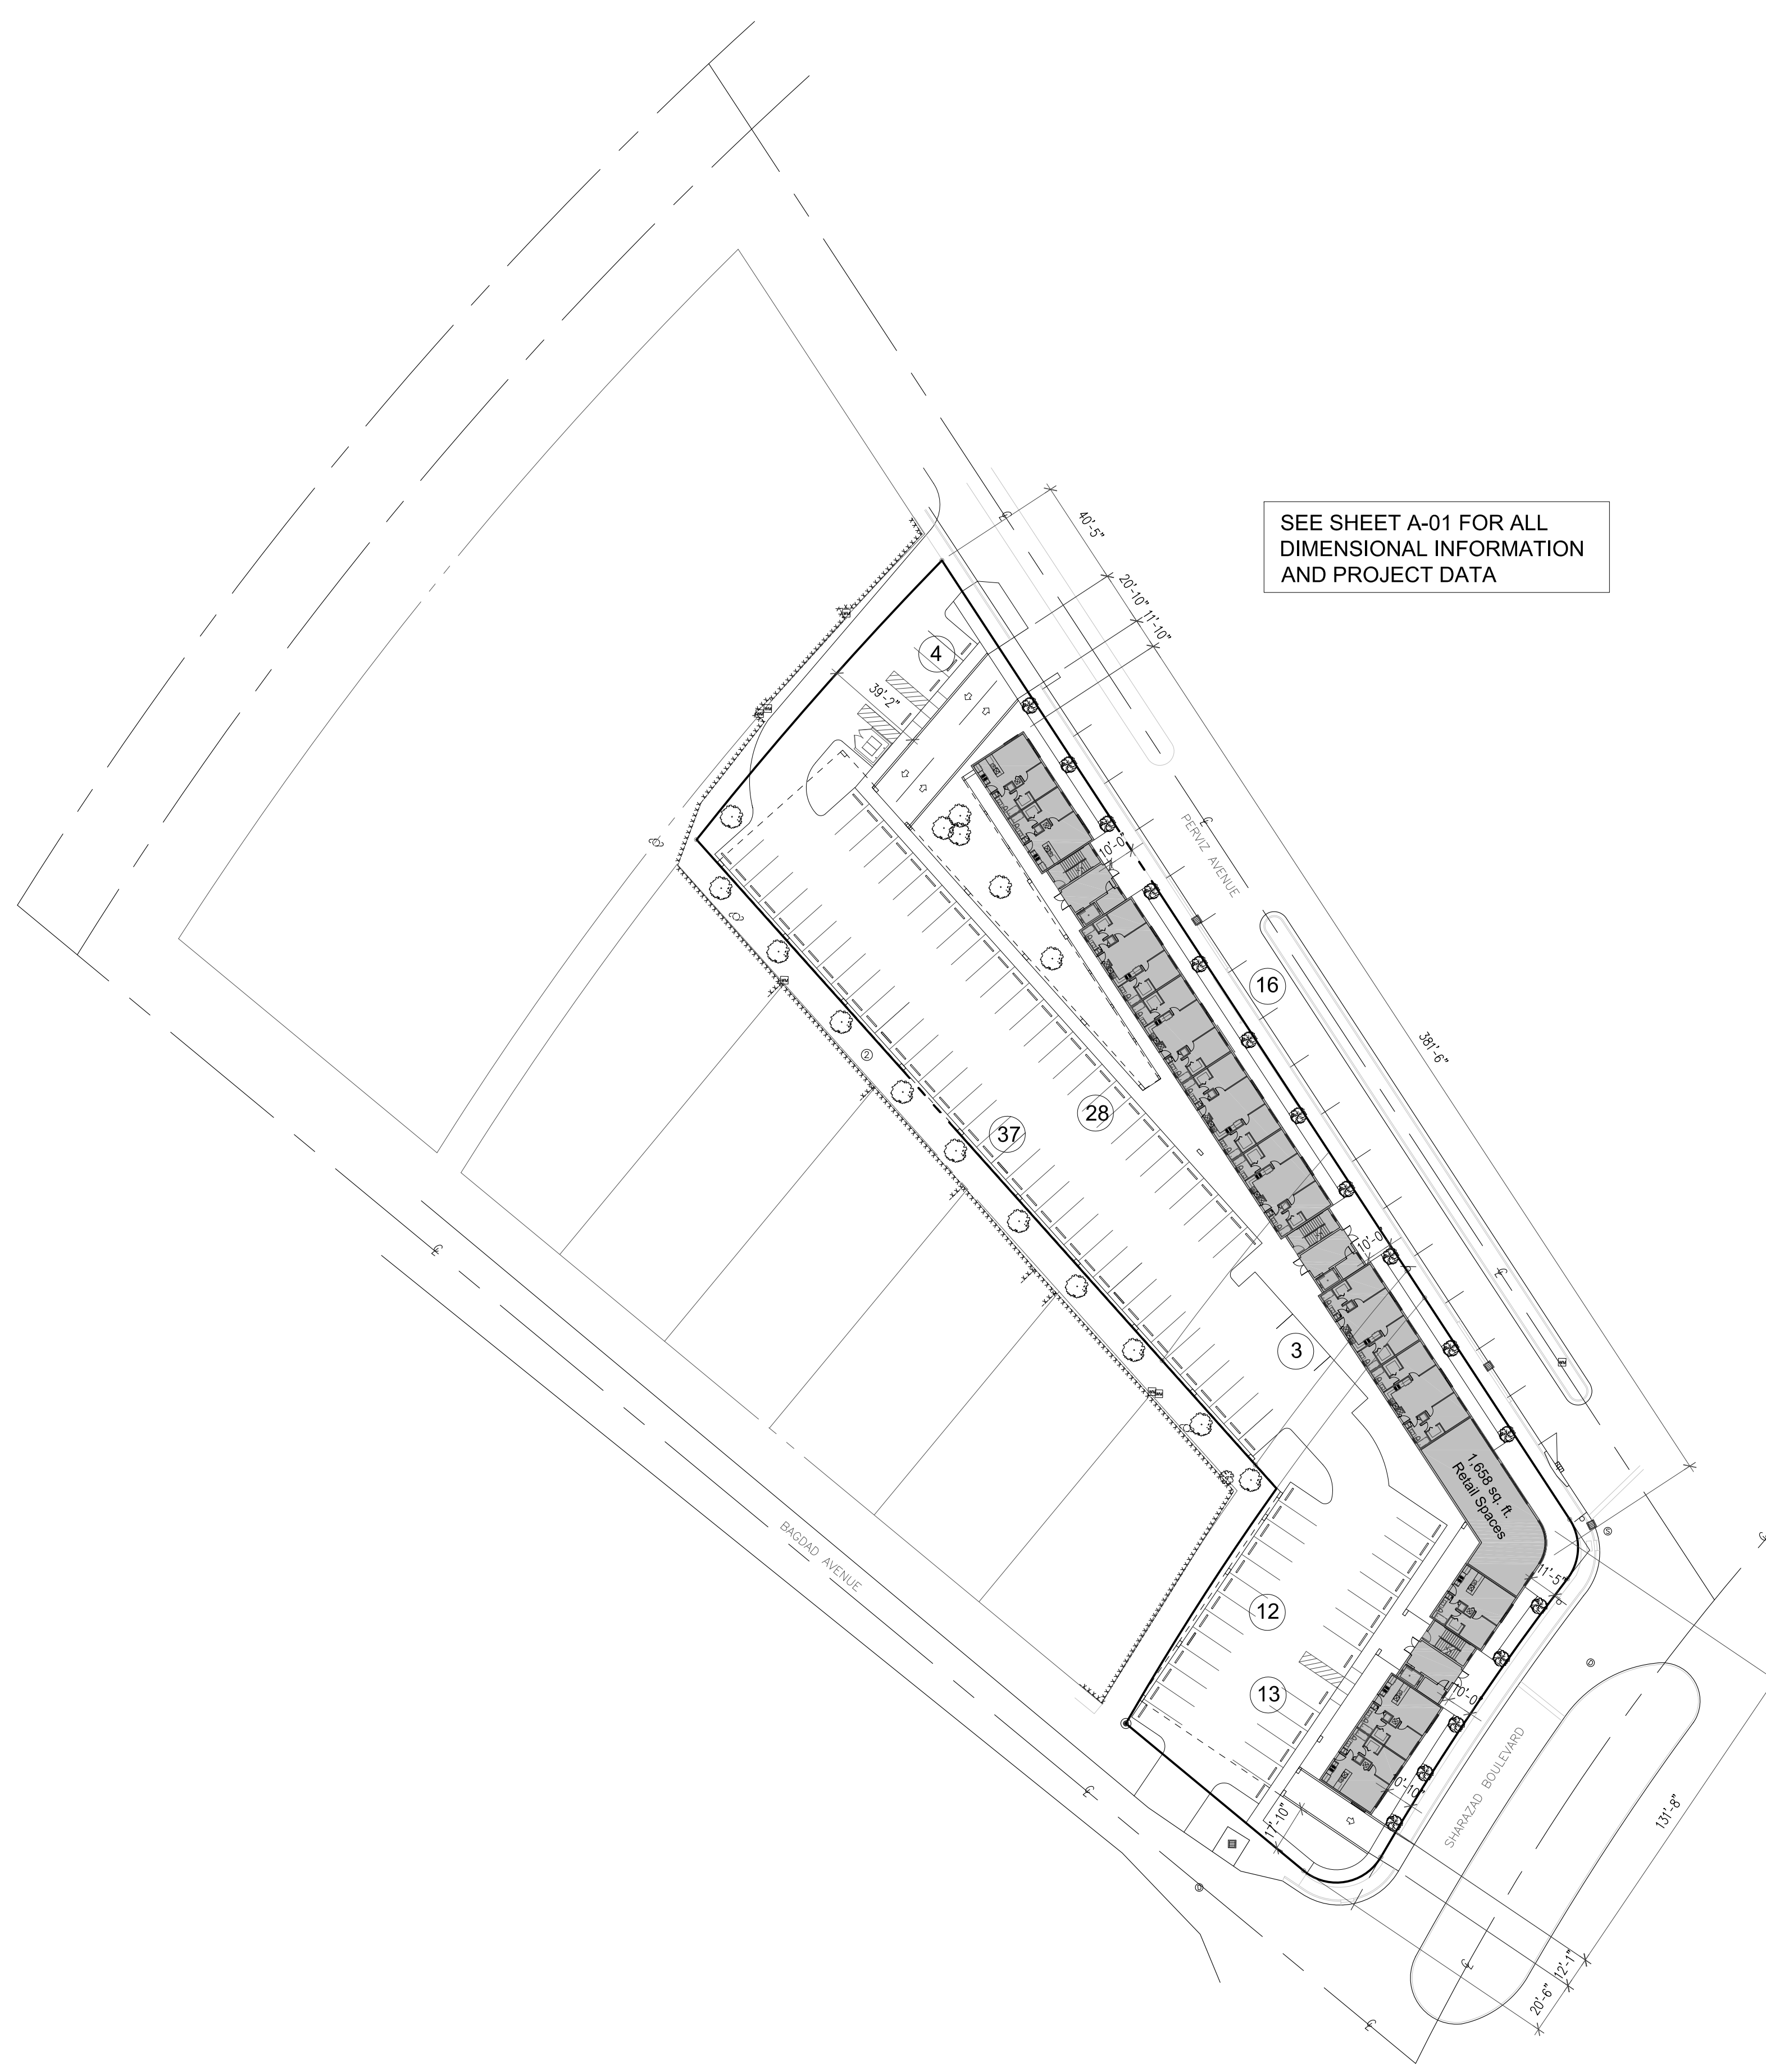 SEE SHEET A-01 FOR ALL
DIMENSIONAL INFORMATION
AND PROJECT DATA
40'-5"
20'-10"
11'-10"
4
39'-2"
10'-0"
PERVIZ AVENUE
16
381'-6"
2
28
37
10'-0"
3
1,658 sq. ft.
Retail Spaces
BAGDAD AVENUE
S
11'-5"
12
13
10'-0"
D
SHARAZAD BOULEVARD
131'-8"
17'-10"
D
12'-1"
20'-6"